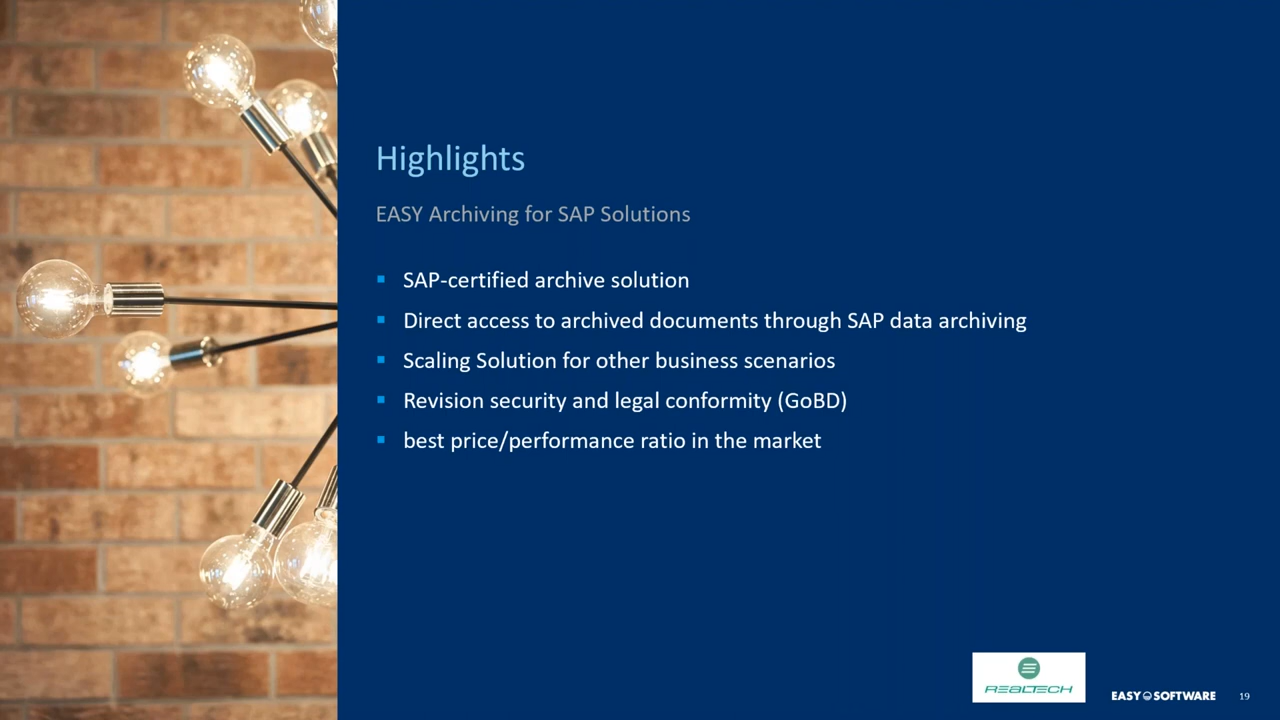 Highlights
EASY Archiving for SAP Solutions
SAP-certified archive solution
Direct access to archived documents through SAP data archiving
Scaling Solution for other business scenarios
Revision security and legal conformity (GoBD)
best price/performance ratio in the market
REALTECH
EASY SOFTWARE
19